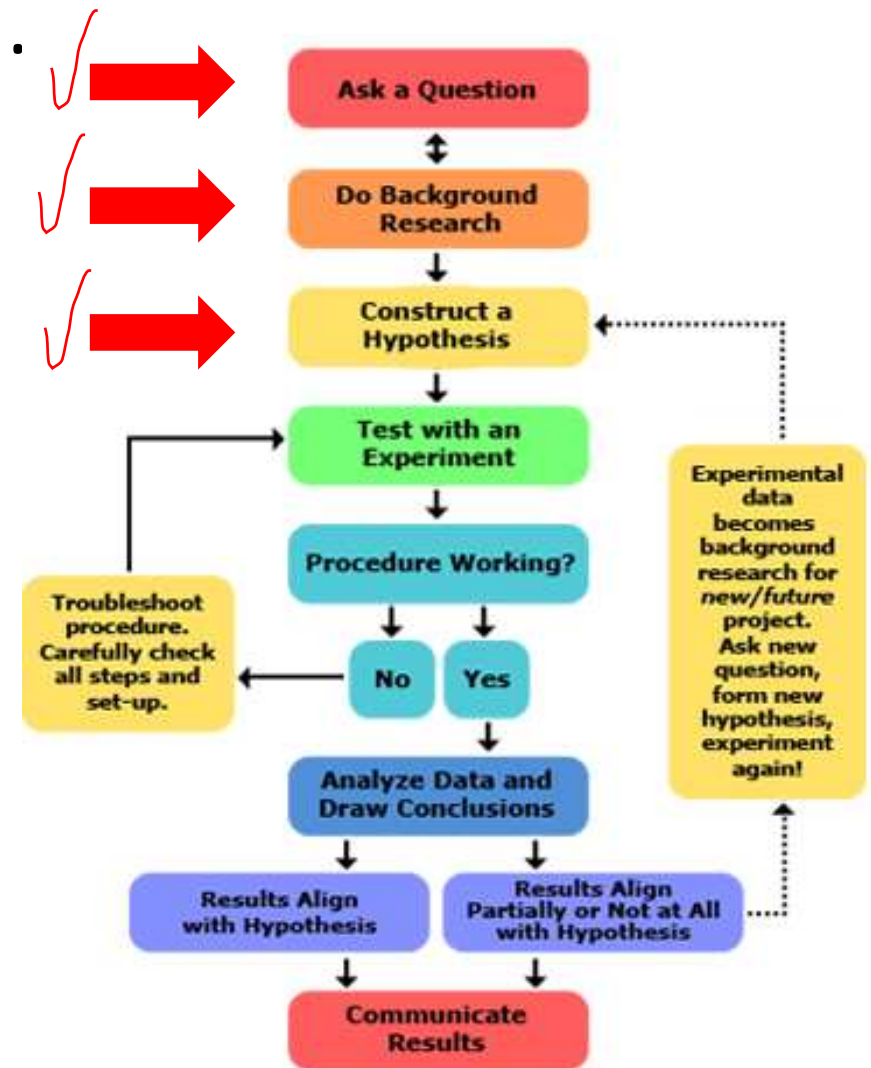 Ask a Question
Do Background
Research
Construct a
Hypothesis
Test with an
Experiment
Procedure Working?
No
Yes
Troubleshoot
procedure.
Carefully check
all steps and
set-up.
Experimental
data
becomes
background
research for
new/future
project.
Ask new
question,
form new
hypothesis,
experiment
again!
Analyze Data and
Draw Conclusions
Results Align
with Hypothesis
Results Align
Partially or Not at All
with Hypothesis
Communicate
Results